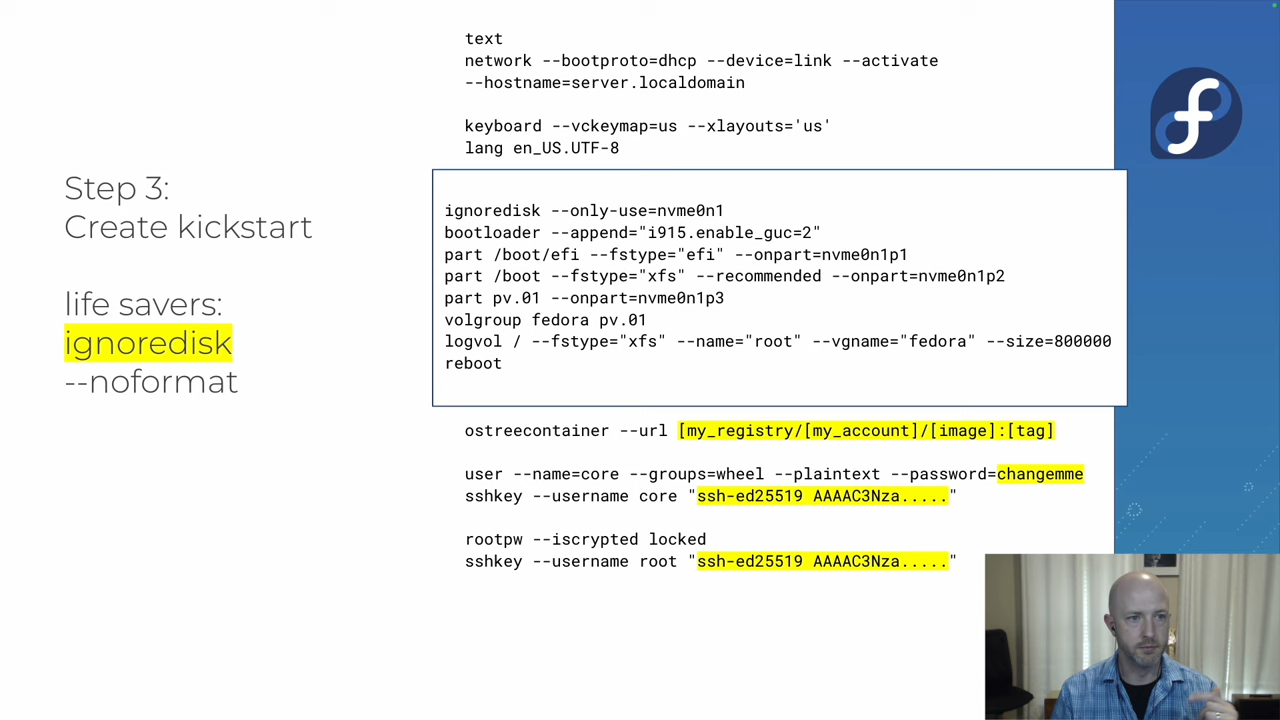 Step 3:
Create kickstart
life savers:
ignoredisk
--noformat
text
network --bootproto=dhcp --device=link --activate
--hostname=server.localdomain
keyboard --vckeymap=us --xlayouts='us'
lang en_US.UTF-8
ignoredisk --only-use=nvme0n1
bootloader --append="i915.enable_guc=2"
part /boot/efi --fstype="efi" --onpart=nvme0n1p1
part /boot --fstype="xfs" --recommended --onpart=nvme0n1p2
part pv.01 --onpart=nvme0n1p3
volgroup fedora pv.01
logvol / --fstype="xfs" --name="root" --vgname="fedora" --size=800000
reboot
ostreecontainer --url [my_registry/[my_account]/[image]:[tag]
user --name=core --groups=wheel --plaintext --password=changemme
sshkey --username core "ssh-ed25519 AAAAC3Nza....."
rootpw --iscrypted locked
sshkey --username root "ssh-ed25519 AAAAC3Nza....."